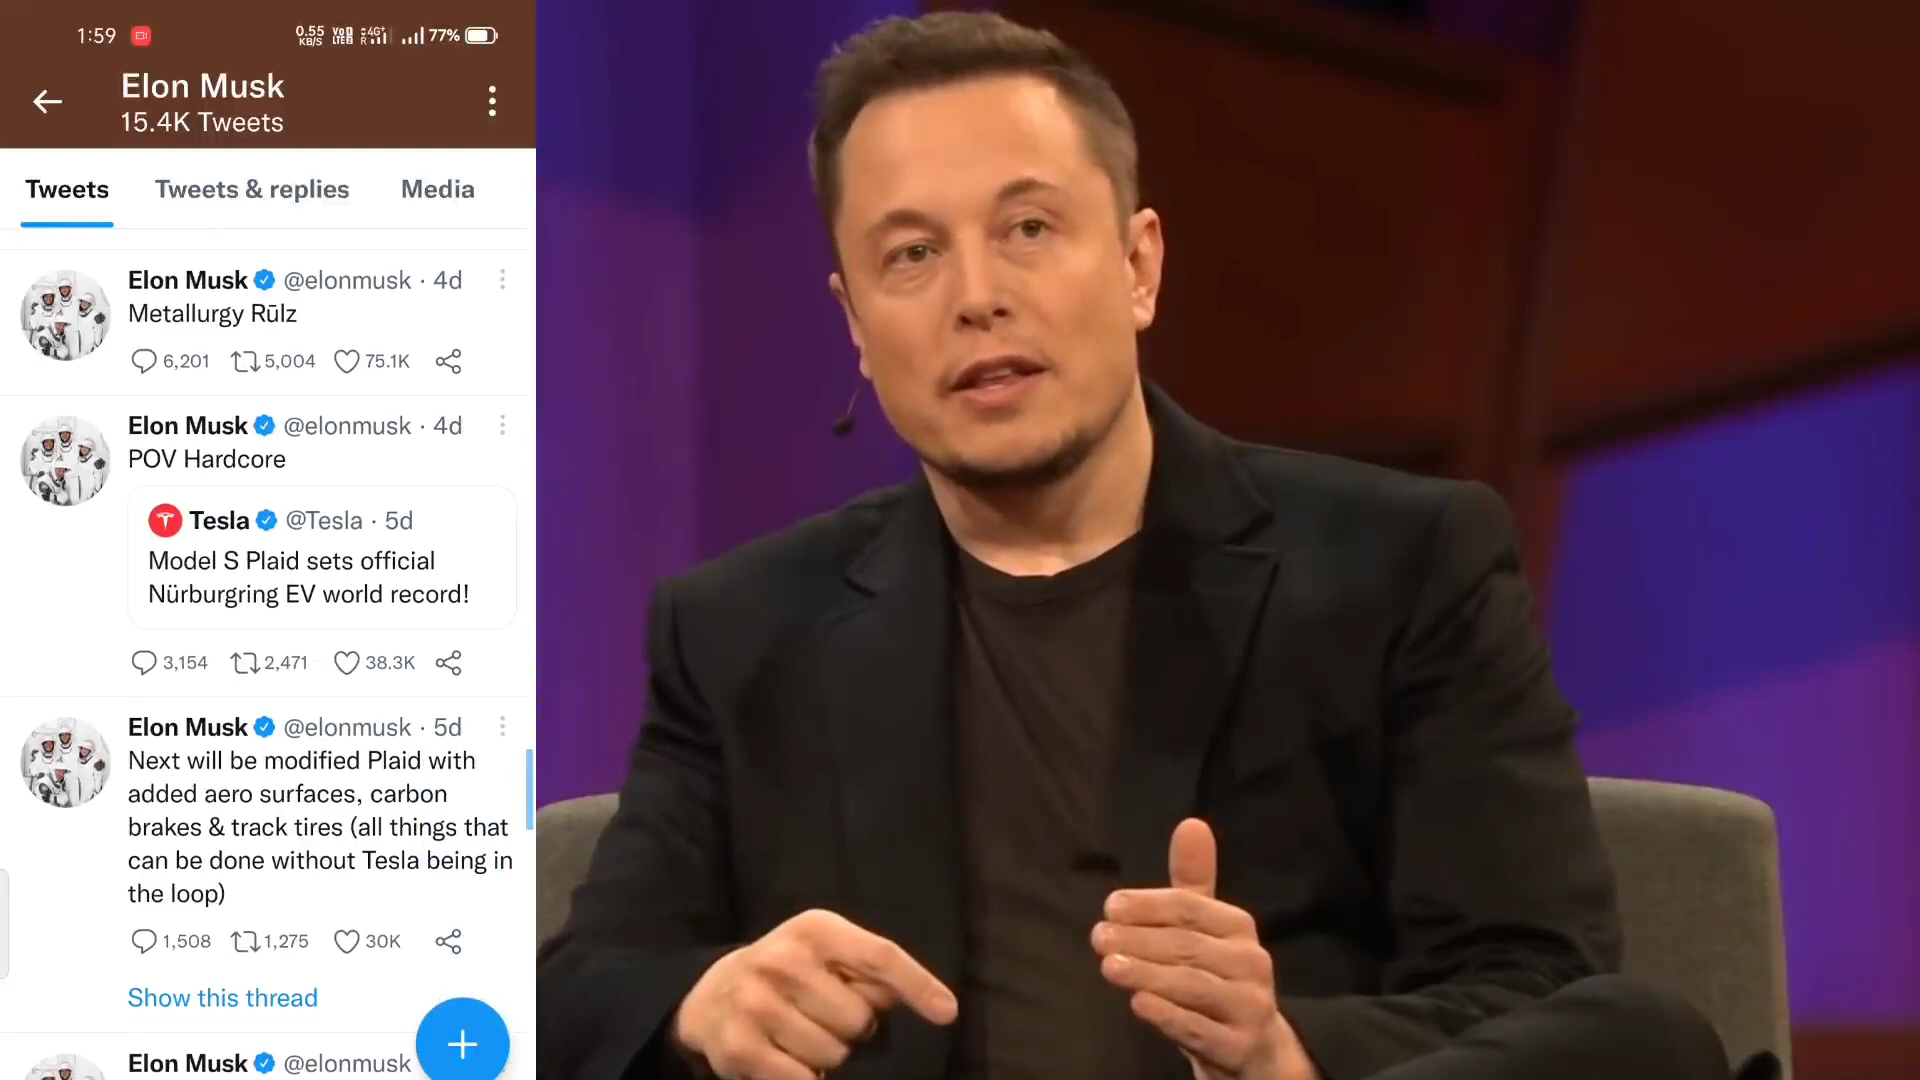 1:59 0.55 KB/S VoD LTE2 4G+ R 77%
Elon Musk
15.4K Tweets
Tweets Tweets & replies Media
Elon Musk @elonmusk · 4d
Metallurgy Rūlz
6,201 5,004 75.1K
Elon Musk @elonmusk · 4d
POV Hardcore
Tesla @Tesla · 5d
Model S Plaid sets official
Nürburgring EV world record!
3,154 2,471 38.3K
Elon Musk @elonmusk · 5d
Next will be modified Plaid with
added aero surfaces, carbon
brakes & track tires (all things that
can be done without Tesla being in
the loop)
1,508 1,275 30K
Show this thread
Elon Musk @elonmusk